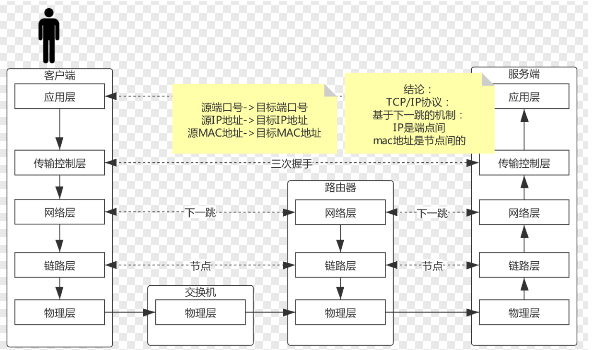 客户端
服务端
应用层
源端口号->目标端口号
源IP地址->目标IP地址
源MAC地址->目标MAC地址
结论：
TCP/IP协议：
基于下一跳的机制：
IP是端点间
mac地址是节点间的
应用层
传输控制层
三次握手
传输控制层
路由器
网络层
下一跳
网络层
下一跳
网络层
链路层
节点
链路层
节点
链路层
交换机
物理层
物理层
物理层
物理层